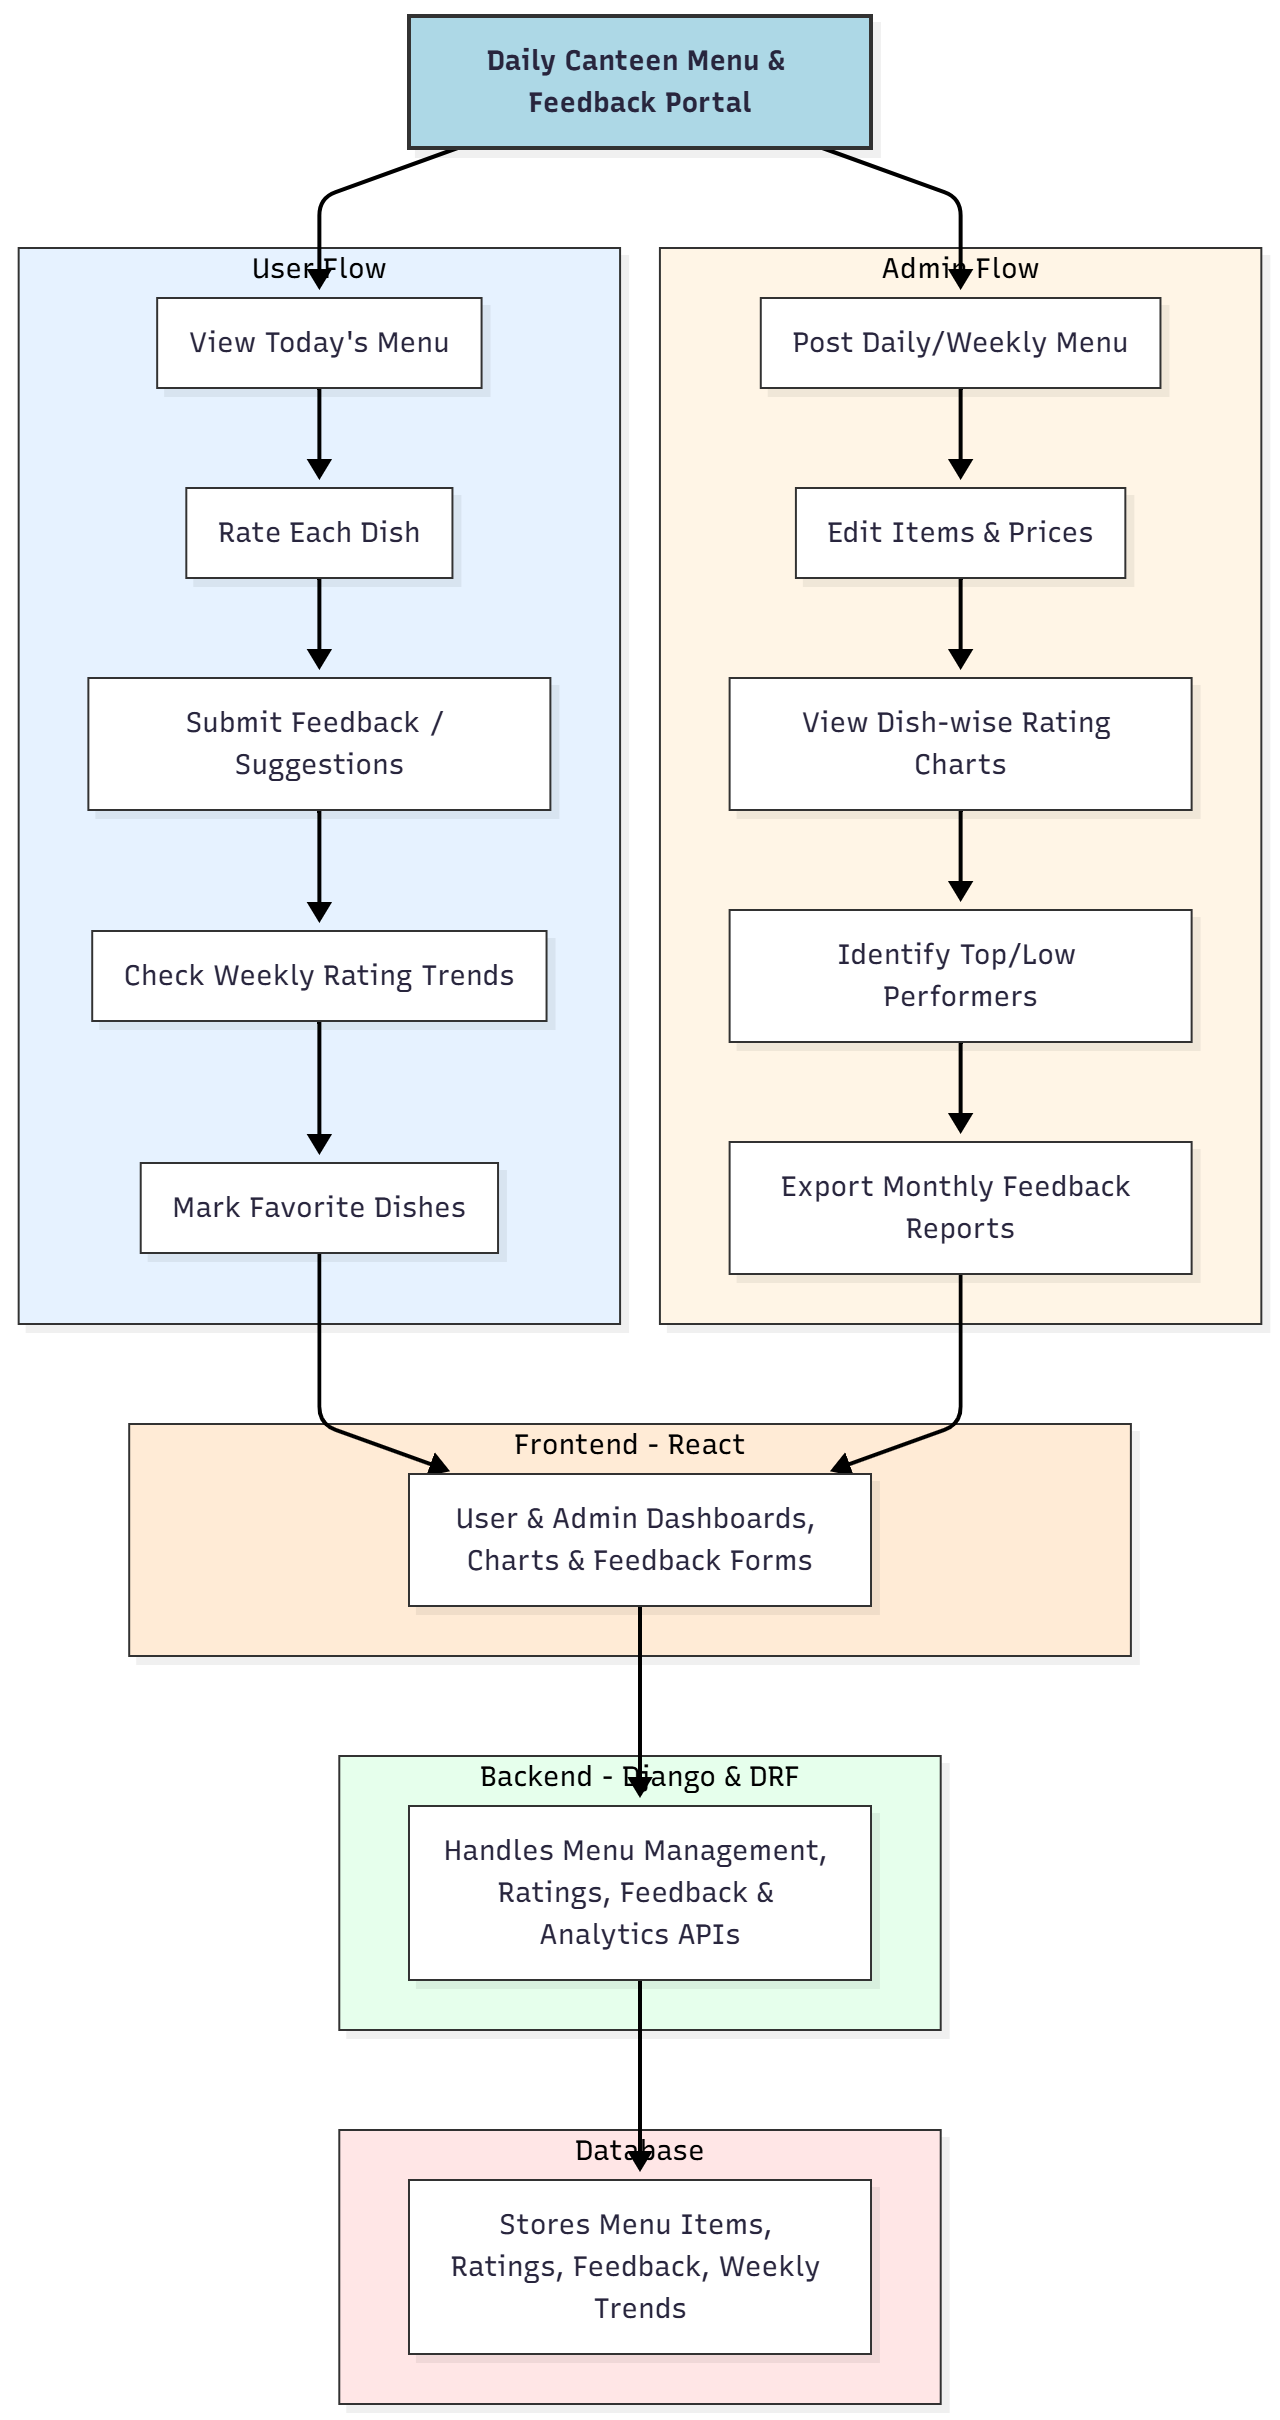 Daily Canteen Menu &
Feedback Portal
User Flow
View Today's Menu
Rate Each Dish
Submit Feedback /
Suggestions
Check Weekly Rating Trends
Mark Favorite Dishes
Admin Flow
Post Daily/Weekly Menu
Edit Items & Prices
View Dish-wise Rating
Charts
Identify Top/Low
Performers
Export Monthly Feedback
Reports
Frontend - React
User & Admin Dashboards,
Charts & Feedback Forms
Backend - Django & DRF
Handles Menu Management,
Ratings, Feedback &
Analytics APIs
Database
Stores Menu Items,
Ratings, Feedback, Weekly
Trends